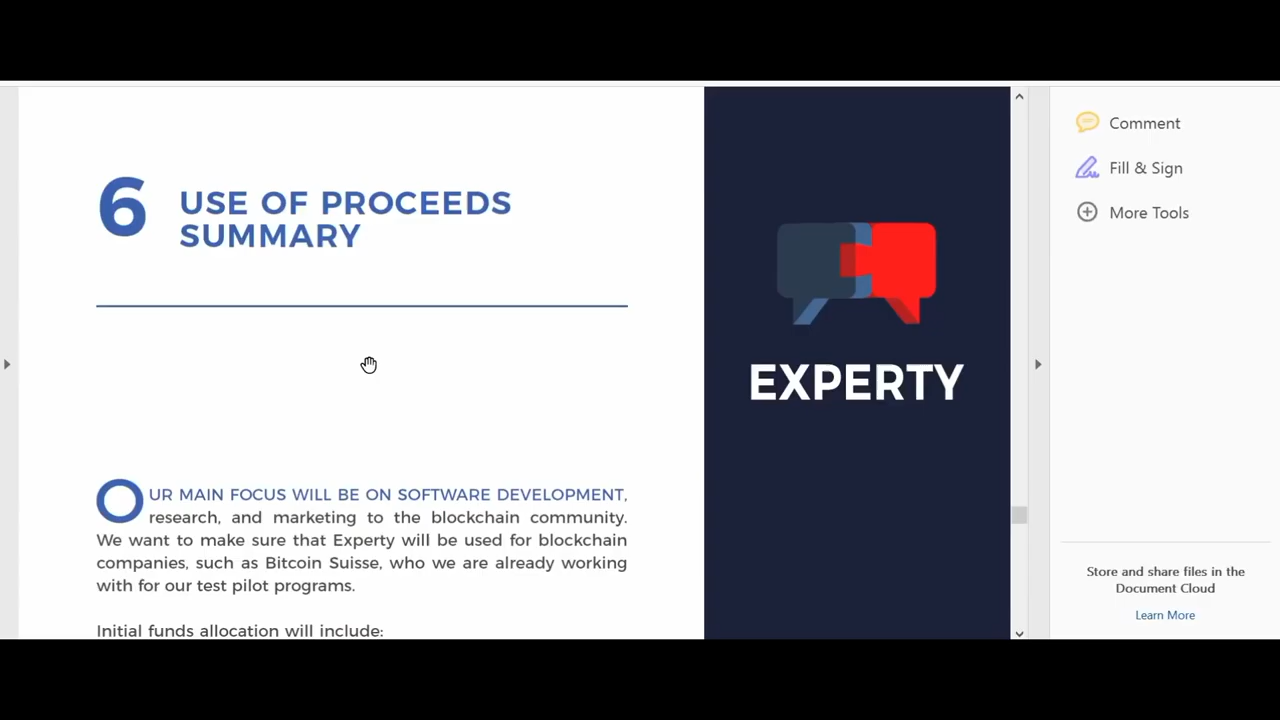 6 USE OF PROCEEDS
SUMMARY
OUR MAIN FOCUS WILL BE ON SOFTWARE DEVELOPMENT,
research, and marketing to the blockchain community.
We want to make sure that Experty will be used for blockchain
companies, such as Bitcoin Suisse, who we are already working
with for our test pilot programs.
Initial funds allocation will include:
EXPERTY
Comment
Fill & Sign
More Tools
Store and share files in the
Document Cloud
Learn More